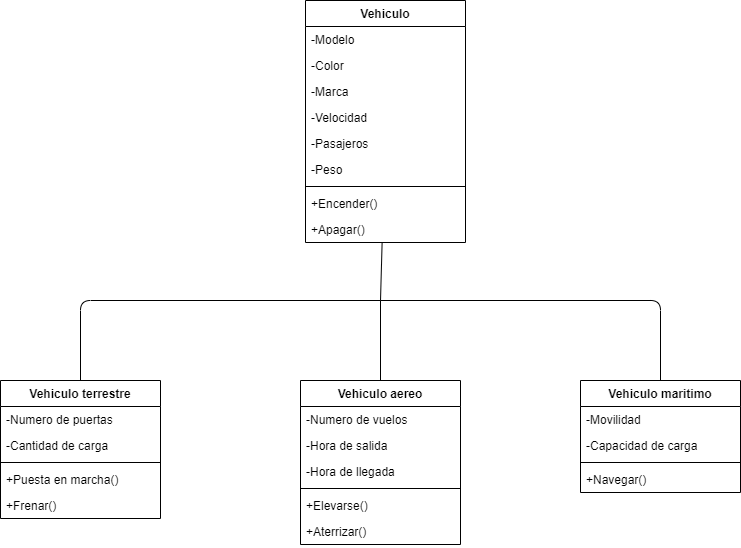 Vehiculo
-Modelo
-Color
-Marca
-Velocidad
-Pasajeros
-Peso
+Encender()
+Apagar()
Vehiculo terrestre
-Numero de puertas
-Cantidad de carga
+Puesta en marcha()
+Frenar()
Vehiculo aereo
-Numero de vuelos
-Hora de salida
-Hora de llegada
+Elevarse()
+Aterrizar()
Vehiculo maritimo
-Movilidad
-Capacidad de carga
+Navegar()